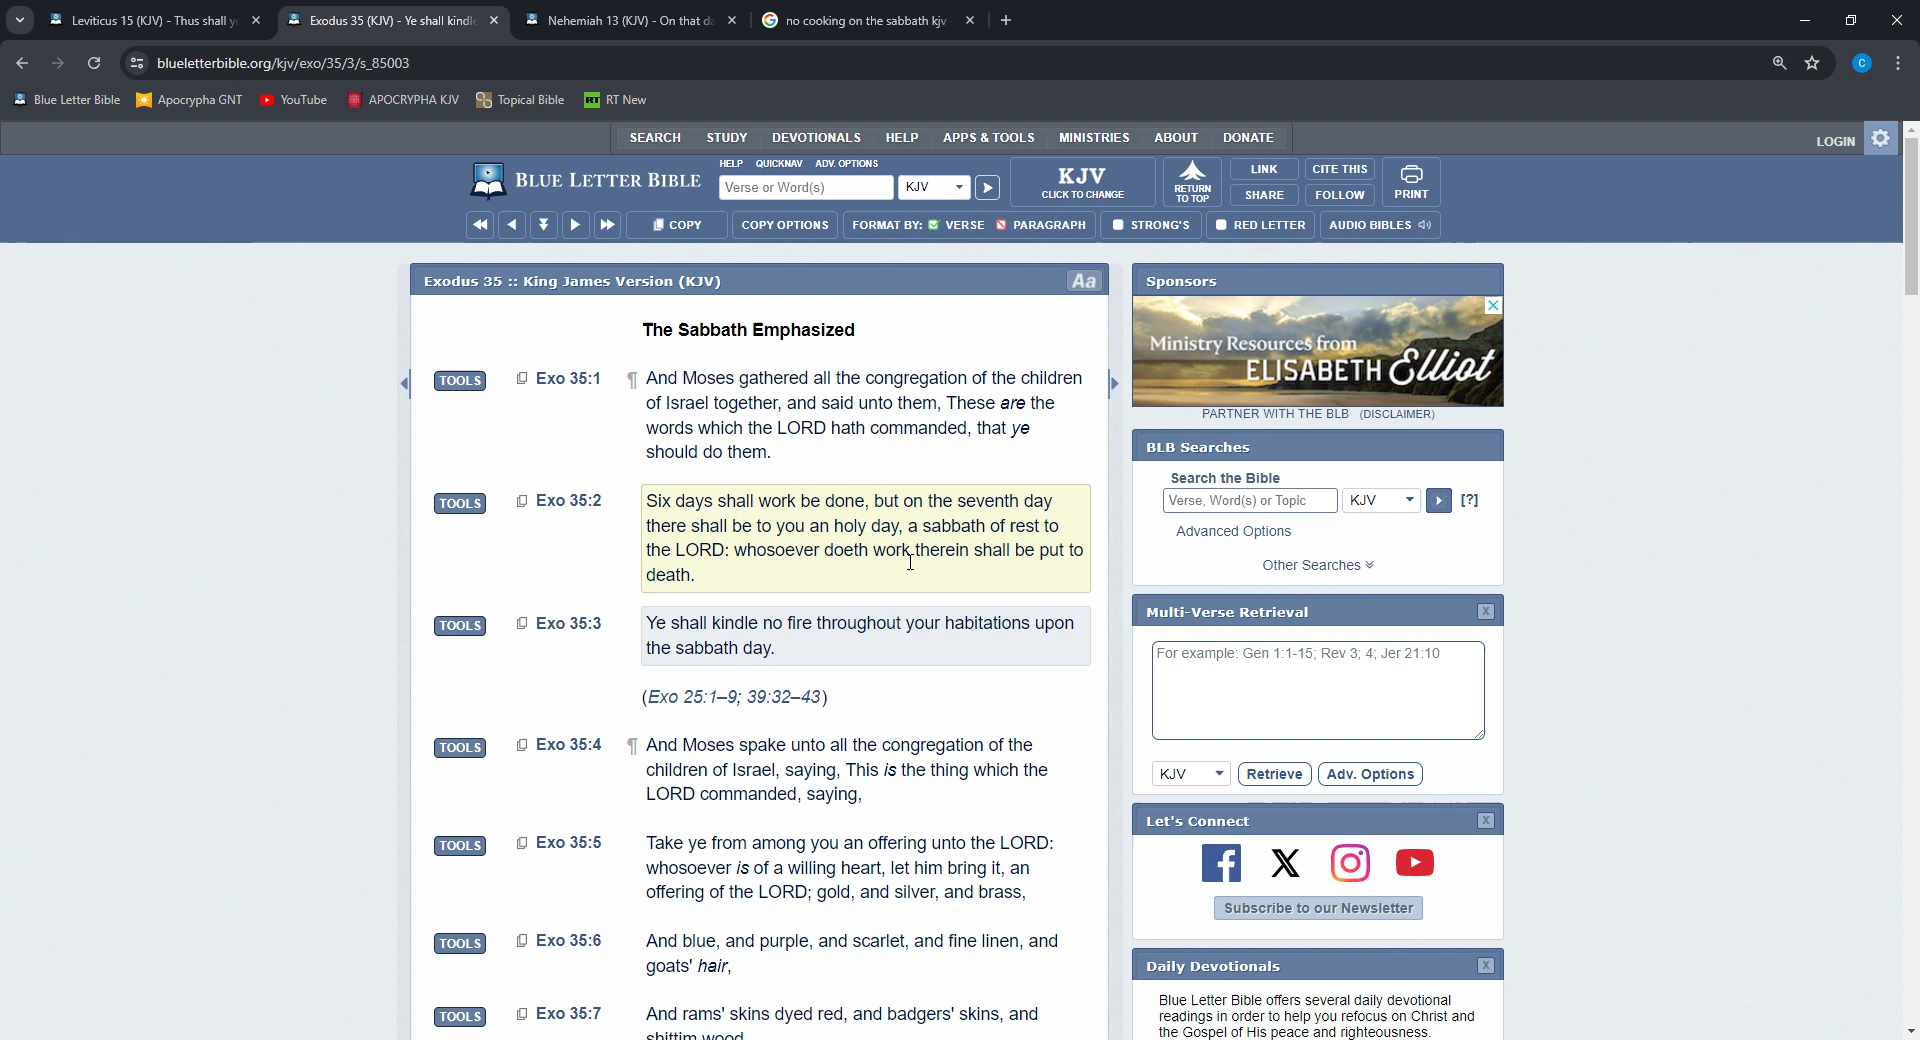 Leviticus 15 (KJV) - Thus shall y
Exodus 35 (KJV) - Ye shall kindle
Nehemiah 13 (KJV) - On that da
no cooking on the sabbath kjv
blueletterbible.org/kjv/exo/35/3/s_85003
C
Blue Letter Bible
Apocrypha GNT
YouTube
APOCRYPHA KJV
Topical Bible
RT
RT New
SEARCH STUDY DEVOTIONALS HELP APPS & TOOLS MINISTRIES ABOUT DONATE
LOGIN
HELP QUICKNAV ADV. OPTIONS
BLUE LETTER BIBLE
Verse or Word(s)
KJV
KJV
CLICK TO CHANGE
RETURN
TO TOP
LINK
CITE THIS
SHARE
FOLLOW
PRINT
COPY
COPY OPTIONS
FORMAT BY: VERSE PARAGRAPH
STRONG'S
RED LETTER
AUDIO BIBLES
Exodus 35 :: King James Version (KJV)
Aa
The Sabbath Emphasized
TOOLS
Exo 35:1
¶ And Moses gathered all the congregation of the children
of Israel together, and said unto them, These are the
words which the LORD hath commanded, that ye
should do them.
TOOLS
Exo 35:2
Six days shall work be done, but on the seventh day
there shall be to you an holy day, a sabbath of rest to
the LORD: whosoever doeth work therein shall be put to
death.
TOOLS
Exo 35:3
Ye shall kindle no fire throughout your habitations upon
the sabbath day.
(Exo 25:1–9; 39:32–43)
TOOLS
Exo 35:4
¶ And Moses spake unto all the congregation of the
children of Israel, saying, This is the thing which the
LORD commanded, saying,
TOOLS
Exo 35:5
Take ye from among you an offering unto the LORD:
whosoever is of a willing heart, let him bring it, an
offering of the LORD; gold, and silver, and brass,
TOOLS
Exo 35:6
And blue, and purple, and scarlet, and fine linen, and
goats' hair,
TOOLS
Exo 35:7
And rams' skins dyed red, and badgers' skins, and
shittim wood,
Sponsors
Ministry Resources from
ELISABETH Elliot
PARTNER WITH THE BLB (DISCLAIMER)
BLB Searches
Search the Bible
Verse, Word(s) or Topic
KJV
[?]
Advanced Options
Other Searches
Multi-Verse Retrieval
X
For example: Gen 1:1-15; Rev 3; 4; Jer 21:10
KJV
Retrieve
Adv. Options
Let's Connect
X
Subscribe to our Newsletter
Daily Devotionals
X
Blue Letter Bible offers several daily devotional
readings in order to help you refocus on Christ and
the Gospel of His peace and righteousness.